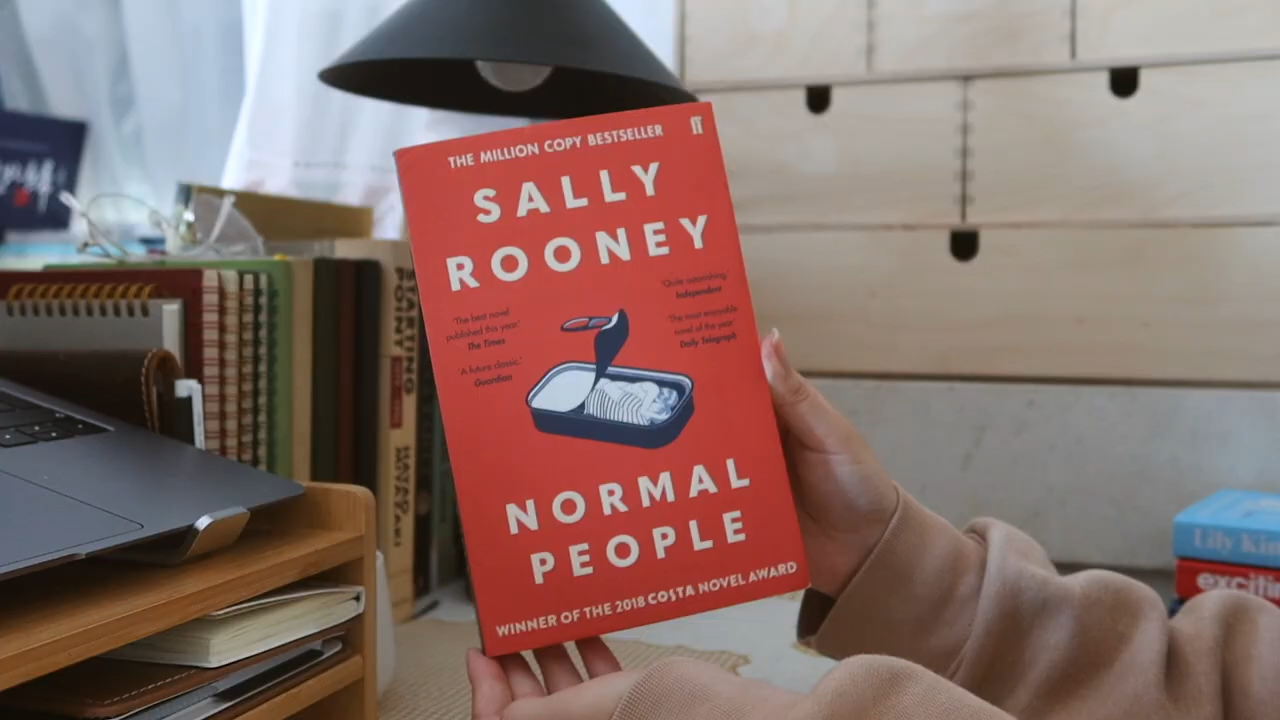 THE MILLION COPY BESTSELLER
ff
SALLY
ROONEY
'The best novel
published this year.'
The Times
'A future classic.'
Guardian
'Quite astonishing.'
Independent
'The most enjoyable
novel of the year'
Daily Telegraph
NORMAL
PEOPLE
WINNER OF THE 2018 COSTA NOVEL AWARD
STARTING
POINT
HAYAO
MIYAZAKI
Lily